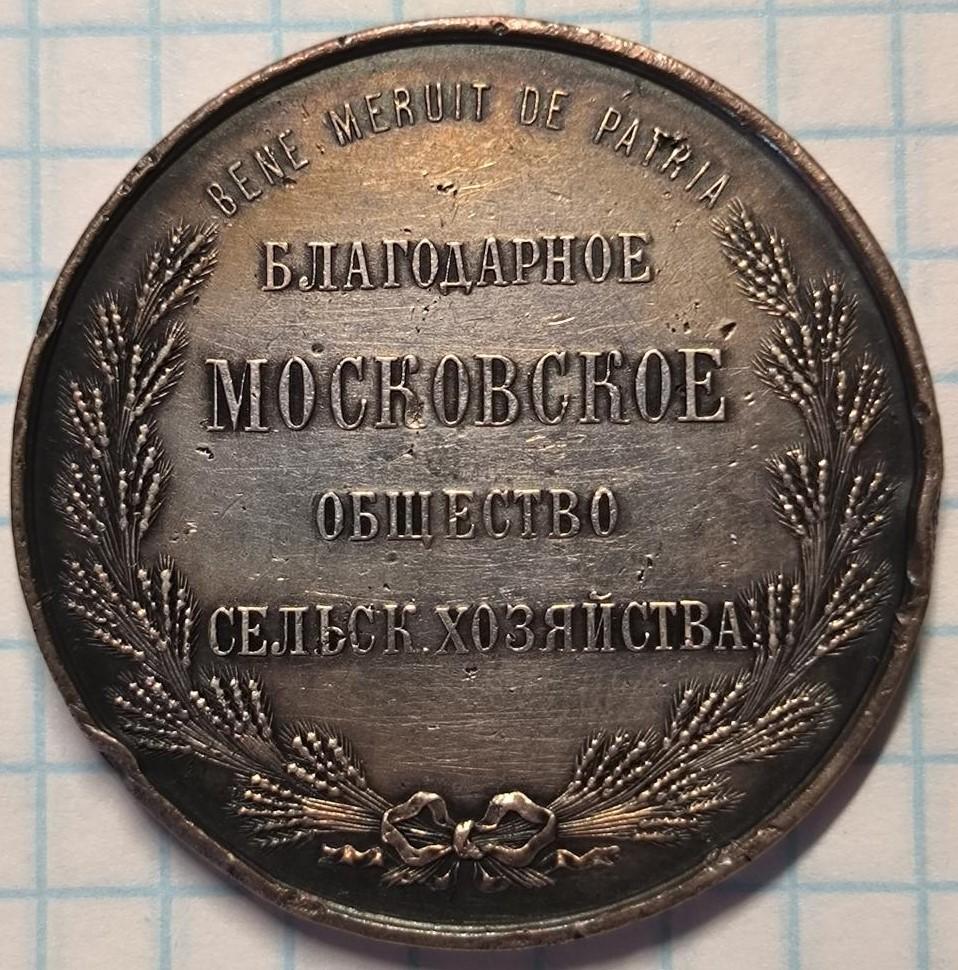 BENE MERUIT DE PATRIA
БЛАГОДАРНОЕ
МОСКОВСКОЕ
ОБЩЕСТВО
СЕЛЬСК. ХОЗЯЙСТВА